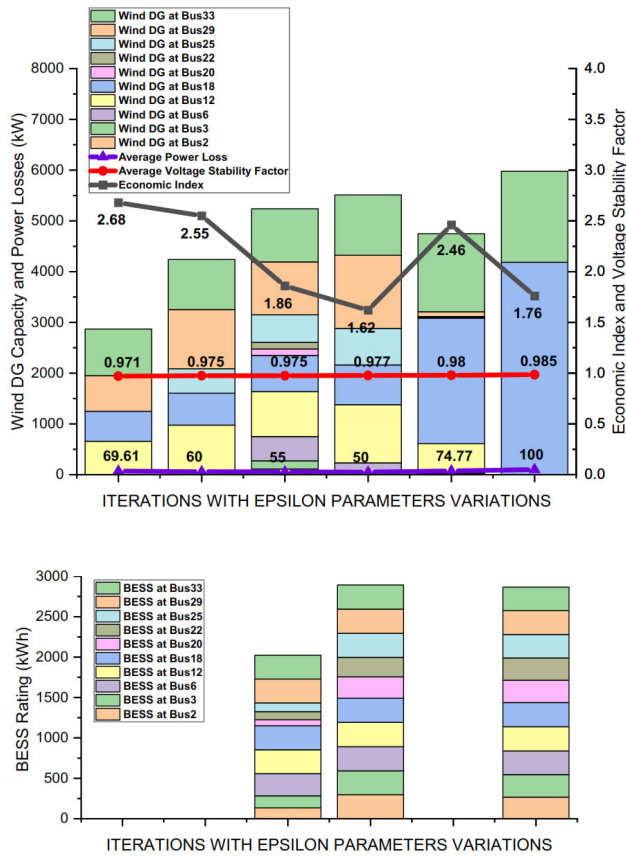 Wind DG at Bus33
Wind DG at Bus29
Wind DG at Bus25
Wind DG at Bus22
Wind DG at Bus20
Wind DG at Bus18
Wind DG at Bus12
Wind DG at Bus6
Wind DG at Bus3
Wind DG at Bus2
Average Power Loss
Average Voltage Stability Factor
Economic Index
Wind DG Capacity and Power Losses (kW)
8000
7000
6000
5000
4000
3000
2000
1000
0
Economic Index and Voltage Stability Factor
4.0
3.5
3.0
2.5
2.0
1.5
1.0
0.5
0.0
2.68
2.55
1.86
1.62
2.46
1.76
0.971
0.975
0.975
0.977
0.98
0.985
69.61
60
55
50
74.77
100
ITERATIONS WITH EPSILON PARAMETERS VARIATIONS
BESS Rating (kWh)
3000
2500
2000
1500
1000
500
0
BESS at Bus33
BESS at Bus29
BESS at Bus25
BESS at Bus22
BESS at Bus20
BESS at Bus18
BESS at Bus12
BESS at Bus6
BESS at Bus3
BESS at Bus2
ITERATIONS WITH EPSILON PARAMETERS VARIATIONS